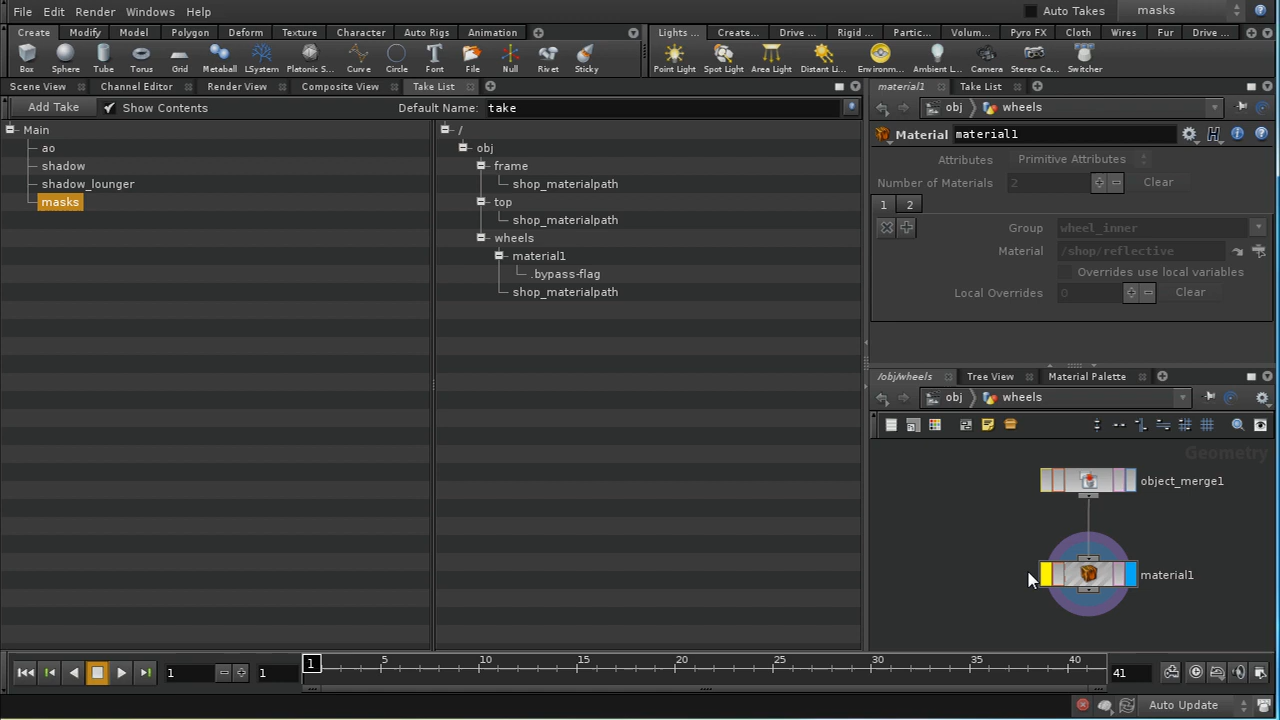 File Edit Render Windows Help Auto Takes masks
Create Modify Model Polygon Deform Texture Character Auto Rigs Animation
Lights ... Create... Drive ... Rigid ... Partic... Volum... Pyro FX Cloth Wires Fur Drive ...
Box Sphere Tube Torus Grid Metaball LSystem Platonic S... Curve Circle Font File Null Rivet Sticky
Point Light Spot Light Area Light Distant Li... Environm... Ambient L... Camera Stereo Ca... Switcher
Scene View Channel Editor Render View Composite View Take List
material1 Take List
Add Take Show Contents Default Name: take
obj wheels
Main
ao
shadow
shadow_lounger
masks
/
obj
frame
shop_materialpath
top
shop_materialpath
wheels
material1
.bypass-flag
shop_materialpath
Material material1
Attributes Primitive Attributes
Number of Materials 2 Clear
1 2
Group wheel_inner
Material /shop/reflective
Overrides use local variables
Local Overrides 0 Clear
/obj/wheels Tree View Material Palette
obj wheels
Geometry
object_merge1
material1
1 1 1 5 10 15 20 25 30 35 40 41
Auto Update